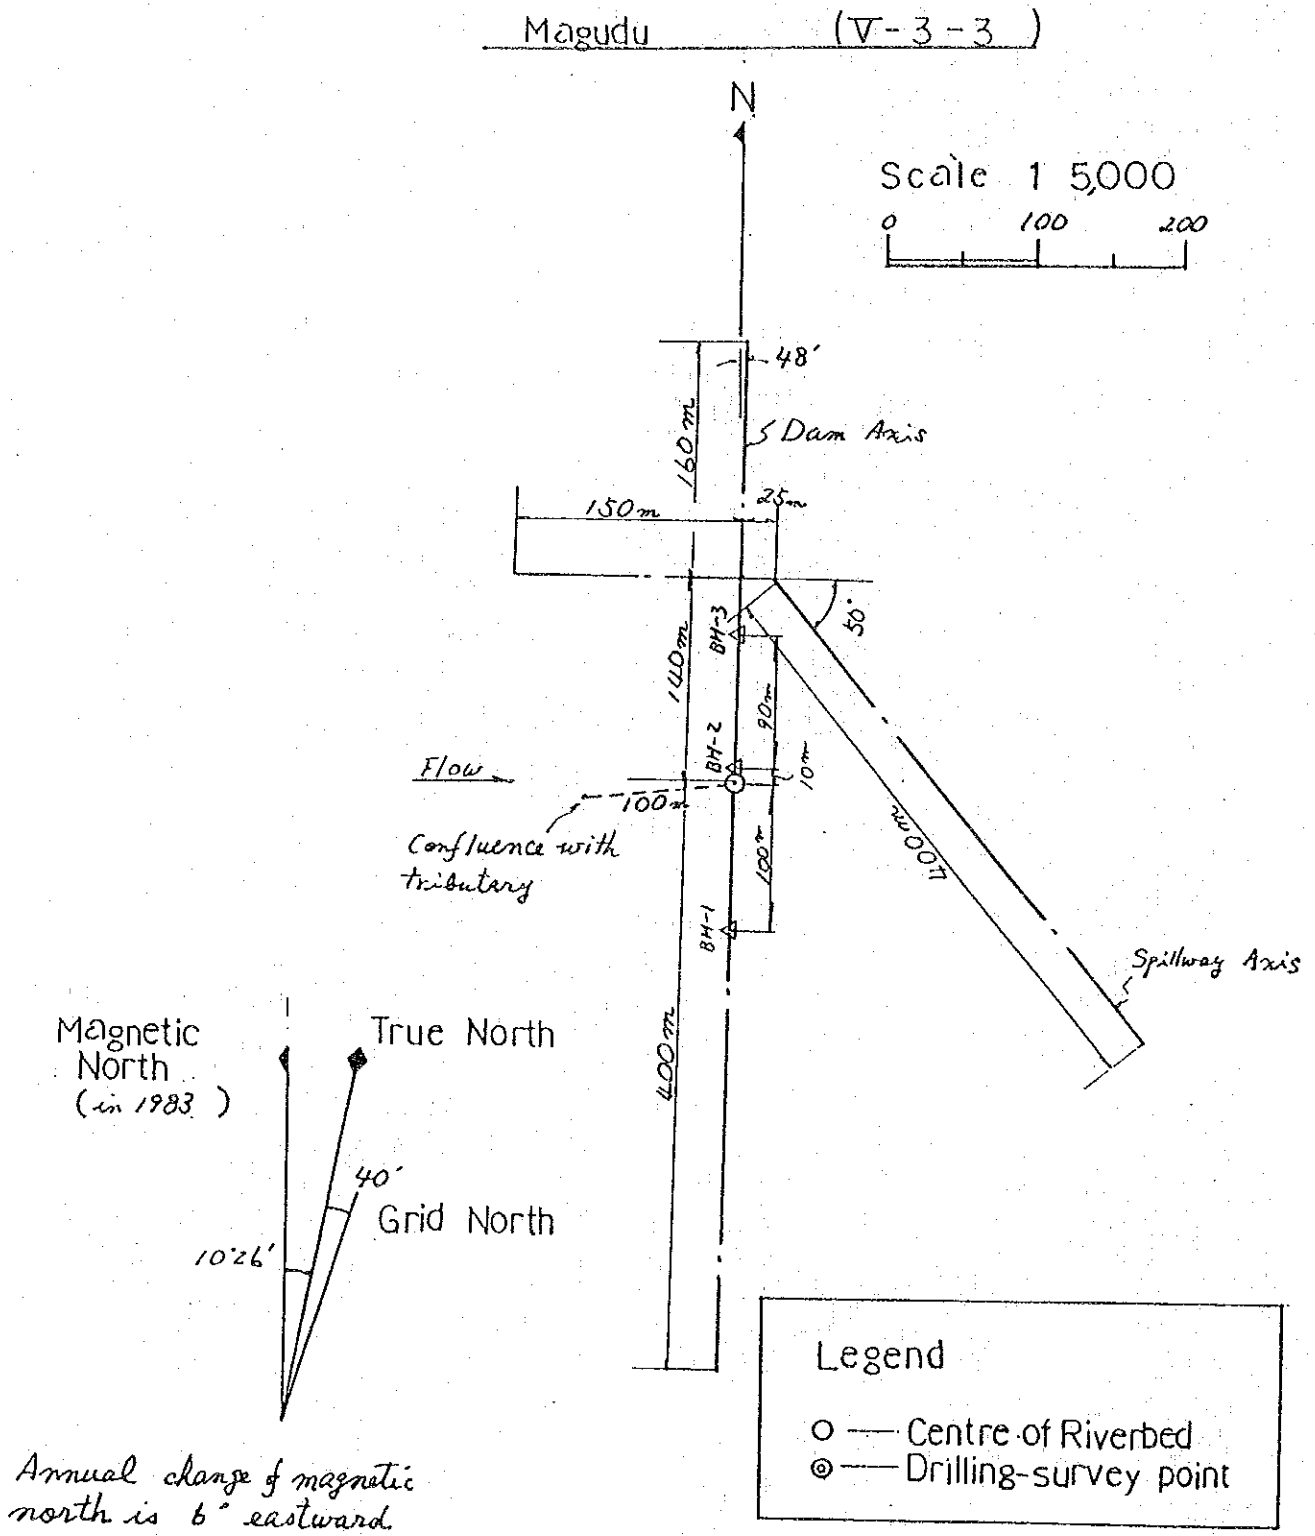 Magudu (V-3-3)
N
Scale 1 5,000
0 100 200
48'
160m
Dam Axis
150m
25m
50°
BH-3
140m
90m
BH-2
10m
Flow
100m
Confluence with
tributary
100m
400m
BH-1
Spillway Axis
400m
Magnetic
North
(in 1983)
True North
40'
Grid North
10°26'
Annual change of magnetic
north is 6° eastward.
Legend
Centre of Riverbed
Drilling-survey point